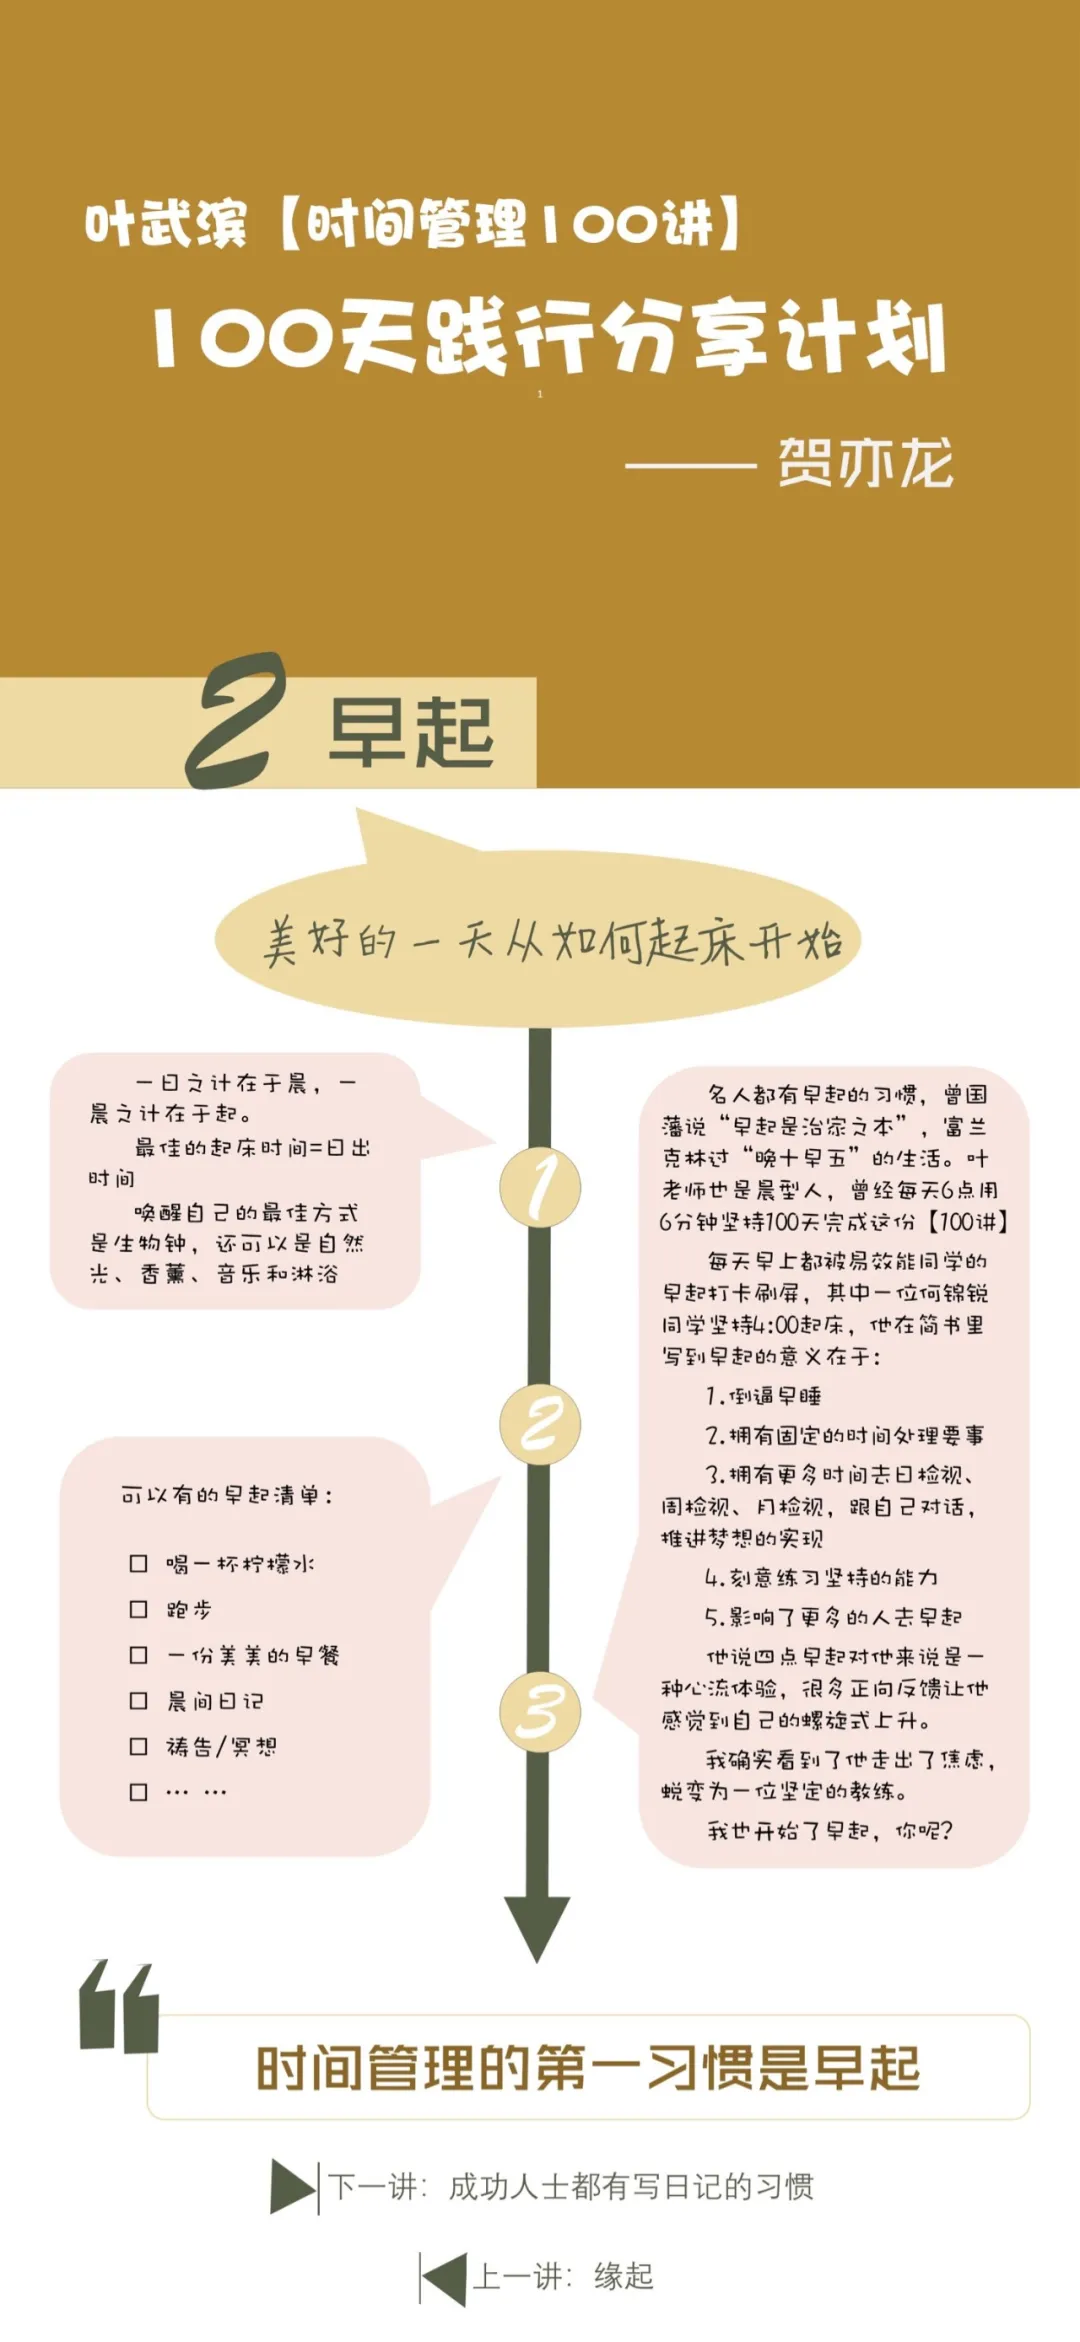 叶武滨【时间管理100讲】
100天践行分享计划
1
—— 贺亦龙
2 早起
美好的一天从如何起床开始
一日之计在于晨，一
晨之计在于起。
最佳的起床时间=日出
时间
唤醒自己的最佳方式
是生物钟，还可以是自然
光、香薰、音乐和淋浴
1
2
可以有的早起清单：
□ 喝一杯柠檬水
□ 跑步
□ 一份美美的早餐
□ 晨间日记
□ 祷告/冥想
□ … …
3
名人都有早起的习惯，曾国
藩说“早起是治家之本”，富兰
克林过“晚十早五”的生活。叶
老师也是晨型人，曾经每天6点用
6分钟坚持100天完成这份【100讲】
每天早上都被易效能同学的
早起打卡刷屏，其中一位何锦锐
同学坚持4:00起床，他在简书里
写到早起的意义在于：
1.倒逼早睡
2.拥有固定的时间处理要事
3.拥有更多时间去日检视、
周检视、月检视，跟自己对话，
推进梦想的实现
4.刻意练习坚持的能力
5.影响了更多的人去早起
他说四点早起对他来说是一
种心流体验，很多正向反馈让他
感觉到自己的螺旋式上升。
我确实看到了他走出了焦虑，
蜕变为一位坚定的教练。
我也开始了早起，你呢？
“
时间管理的第一习惯是早起
下一讲：成功人士都有写日记的习惯
上一讲：缘起